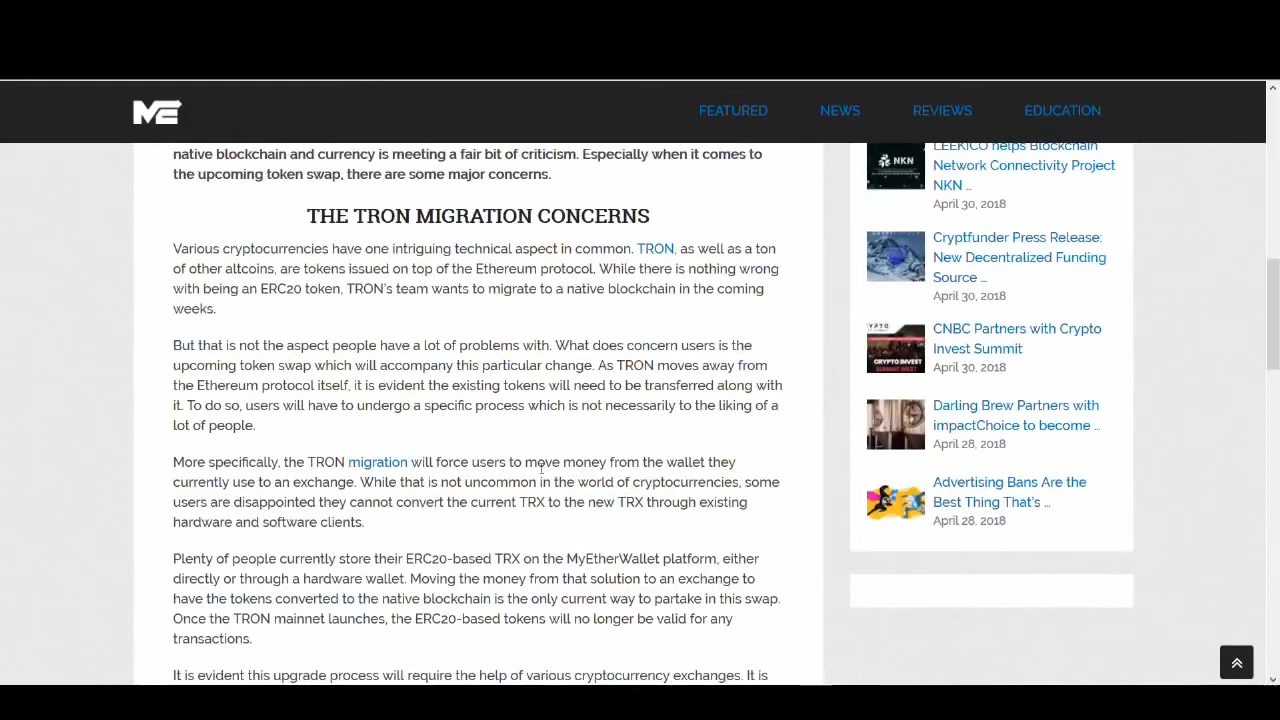 ME
FEATURED
NEWS
REVIEWS
EDUCATION
native blockchain and currency is meeting a fair bit of criticism. Especially when it comes to
the upcoming token swap, there are some major concerns.
THE TRON MIGRATION CONCERNS
Various cryptocurrencies have one intriguing technical aspect in common. TRON, as well as a ton
of other altcoins, are tokens issued on top of the Ethereum protocol. While there is nothing wrong
with being an ERC20 token, TRON's team wants to migrate to a native blockchain in the coming
weeks.
But that is not the aspect people have a lot of problems with. What does concern users is the
upcoming token swap which will accompany this particular change. As TRON moves away from
the Ethereum protocol itself, it is evident the existing tokens will need to be transferred along with
it. To do so, users will have to undergo a specific process which is not necessarily to the liking of a
lot of people.
More specifically, the TRON migration will force users to move money from the wallet they
currently use to an exchange. While that is not uncommon in the world of cryptocurrencies, some
users are disappointed they cannot convert the current TRX to the new TRX through existing
hardware and software clients.
Plenty of people currently store their ERC20-based TRX on the MyEtherWallet platform, either
directly or through a hardware wallet. Moving the money from that solution to an exchange to
have the tokens converted to the native blockchain is the only current way to partake in this swap.
Once the TRON mainnet launches, the ERC20-based tokens will no longer be valid for any
transactions.
It is evident this upgrade process will require the help of various cryptocurrency exchanges. It is
NKN
LEEKICO helps Blockchain
Network Connectivity Project
NKN ...
April 30, 2018
Cryptfunder Press Release:
New Decentralized Funding
Source ...
April 30, 2018
CRYPTO INVEST
SUMMIT WEST
CNBC Partners with Crypto
Invest Summit
April 30, 2018
Darling Brew Partners with
impactChoice to become ...
April 28, 2018
Advertising Bans Are the
Best Thing That's ...
April 28, 2018